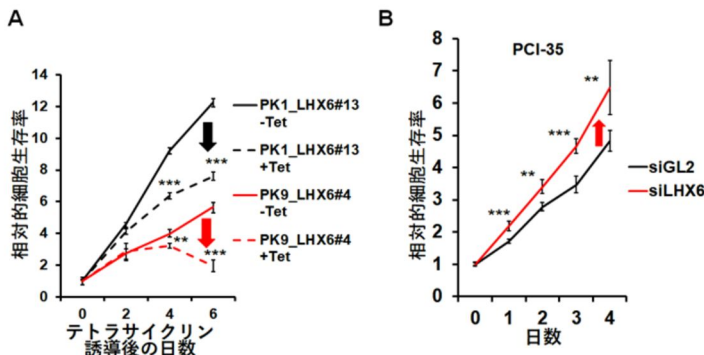 A
相対的細胞生存率
14
12
10
8
6
4
2
0
0
2
4
6
テトラサイクリン
誘導後の日数
***
***
**
***
PK1_LHX6#13
-Tet
PK1_LHX6#13
+Tet
PK9_LHX6#4
-Tet
PK9_LHX6#4
+Tet
B
PCI-35
相対的細胞生存率
8
7
6
5
4
3
2
1
0
0
1
2
3
4
日数
***
**
***
**
siGL2
siLHX6